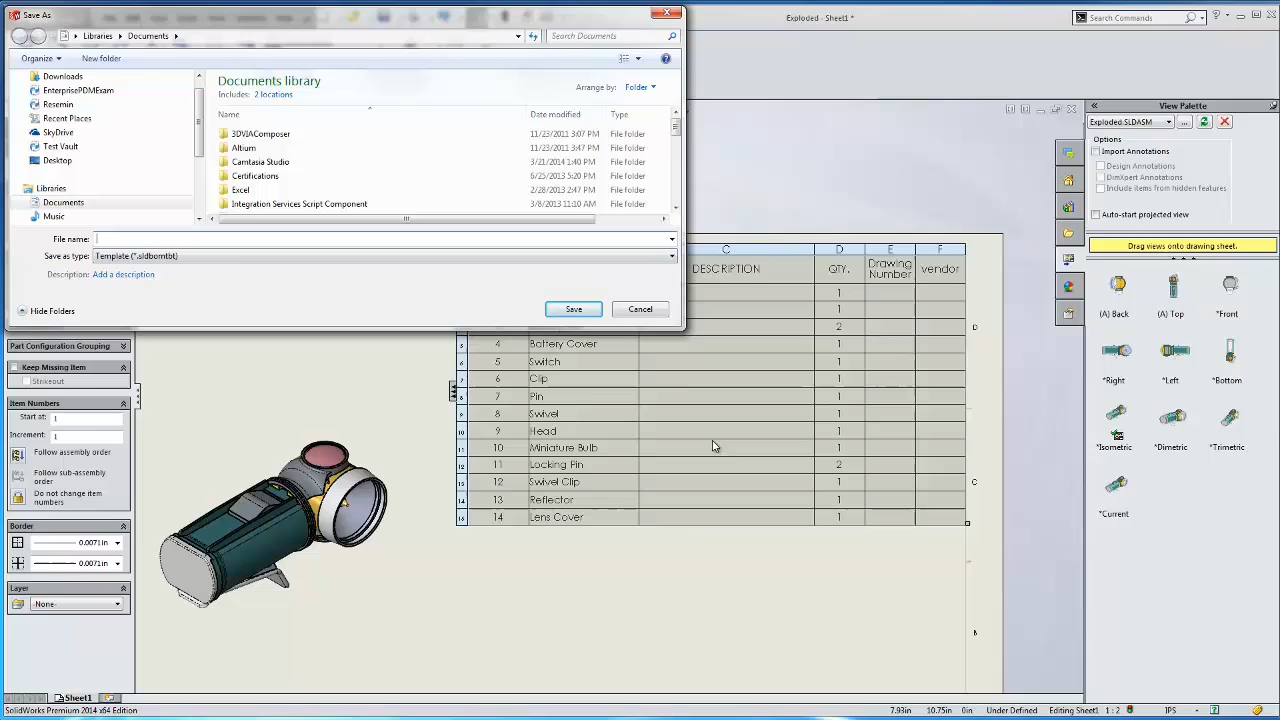 Save As
Exploded - Sheet1 *
Search Commands
Libraries
Documents
Search Documents
Organize
New folder
View Palette
Downloads
EnterprisePDMExam
Resemin
Recent Places
SkyDrive
Test Vault
Desktop
Libraries
Documents
Music
Documents library
Includes: 2 locations
Arrange by: Folder
Name Date modified Type
3DVIAComposer 11/23/2011 3:07 PM File folder
Altium 11/23/2011 3:47 PM File folder
Camtasia Studio 3/21/2014 1:40 PM File folder
Certifications 6/25/2013 5:20 PM File folder
Excel 2/28/2013 2:47 PM File folder
Integration Services Script Component 3/8/2013 11:10 AM File folder
File name:
Save as type: Template (*.sldbomtbt)
Description: Add a description
Hide Folders
Save
Cancel
Exploded.SLDASM
...
Options
Import Annotations
Design Annotations
DimXpert Annotations
Include items from hidden features
Auto-start projected view
Drag views onto drawing sheet.
(A) Back
(A) Top
*Front
*Right
*Left
*Bottom
*Isometric
*Dimetric
*Trimetric
*Current
C D E F
DESCRIPTION QTY. Drawing Number vendor
1
1
2
5 4 Battery Cover 1
6 5 Switch 1
7 6 Clip 1
8 7 Pin 1
9 8 Swivel 1
10 9 Head 1
11 10 Miniature Bulb 1
12 11 Locking Pin 2
13 12 Swivel Clip 1
14 13 Reflector 1
15 14 Lens Cover 1
D
C
B
Part Configuration Grouping
Keep Missing Item
Strikeout
Item Numbers
Start at: 1
Increment: 1
Follow assembly order
Follow sub-assembly order
Do not change item numbers
Border
0.0071in
0.0071in
Layer
-None-
Sheet1
SolidWorks Premium 2014 x64 Edition
7.93in 10.75in 0in Under Defined Editing Sheet1 1 : 2 IPS